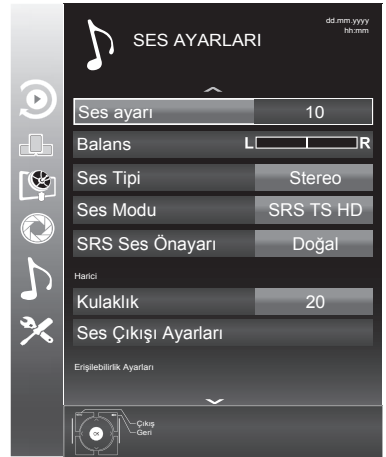 SES AYARLARI
dd.mm.yyyy
hh:mm
Ses ayarı 10
Balans L R
Ses Tipi Stereo
Ses Modu SRS TS HD
SRS Ses Önayarı Doğal
Harici
Kulaklık 20
Ses Çıkışı Ayarları
Erişilebilirlik Ayarları
OK
Çıkış
Geri